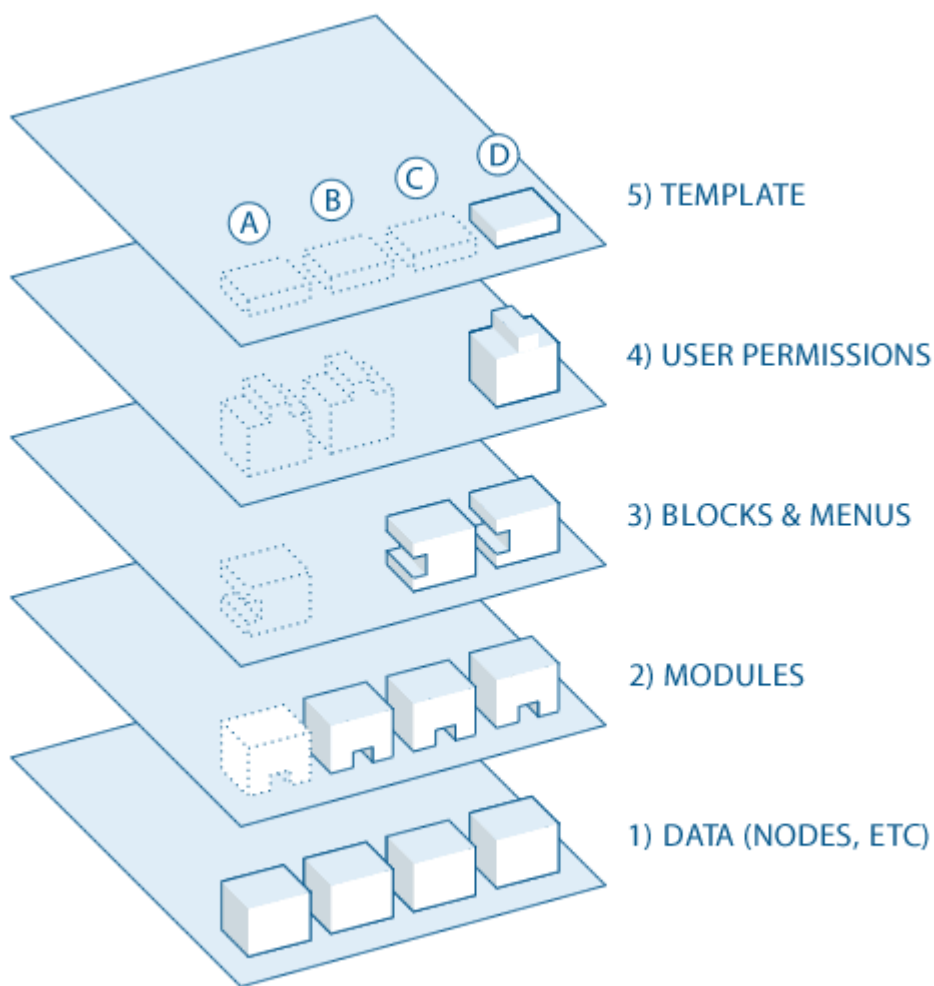 A
B
C
D
5) TEMPLATE
4) USER PERMISSIONS
3) BLOCKS & MENUS
2) MODULES
1) DATA (NODES, ETC)